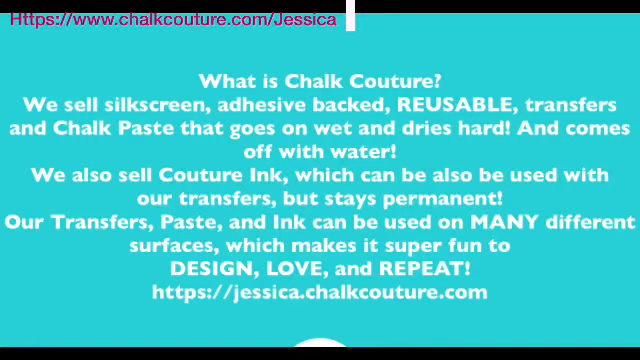 Https://www.chalkcouture.com/Jessica
What is Chalk Couture?
We sell silkscreen, adhesive backed, REUSABLE, transfers
and Chalk Paste that goes on wet and dries hard! And comes
off with water!
We also sell Couture Ink, which can be also be used with
our transfers, but stays permanent!
Our Transfers, Paste, and Ink can be used on MANY different
surfaces, which makes it super fun to
DESIGN, LOVE, and REPEAT!
https://jessica.chalkcouture.com